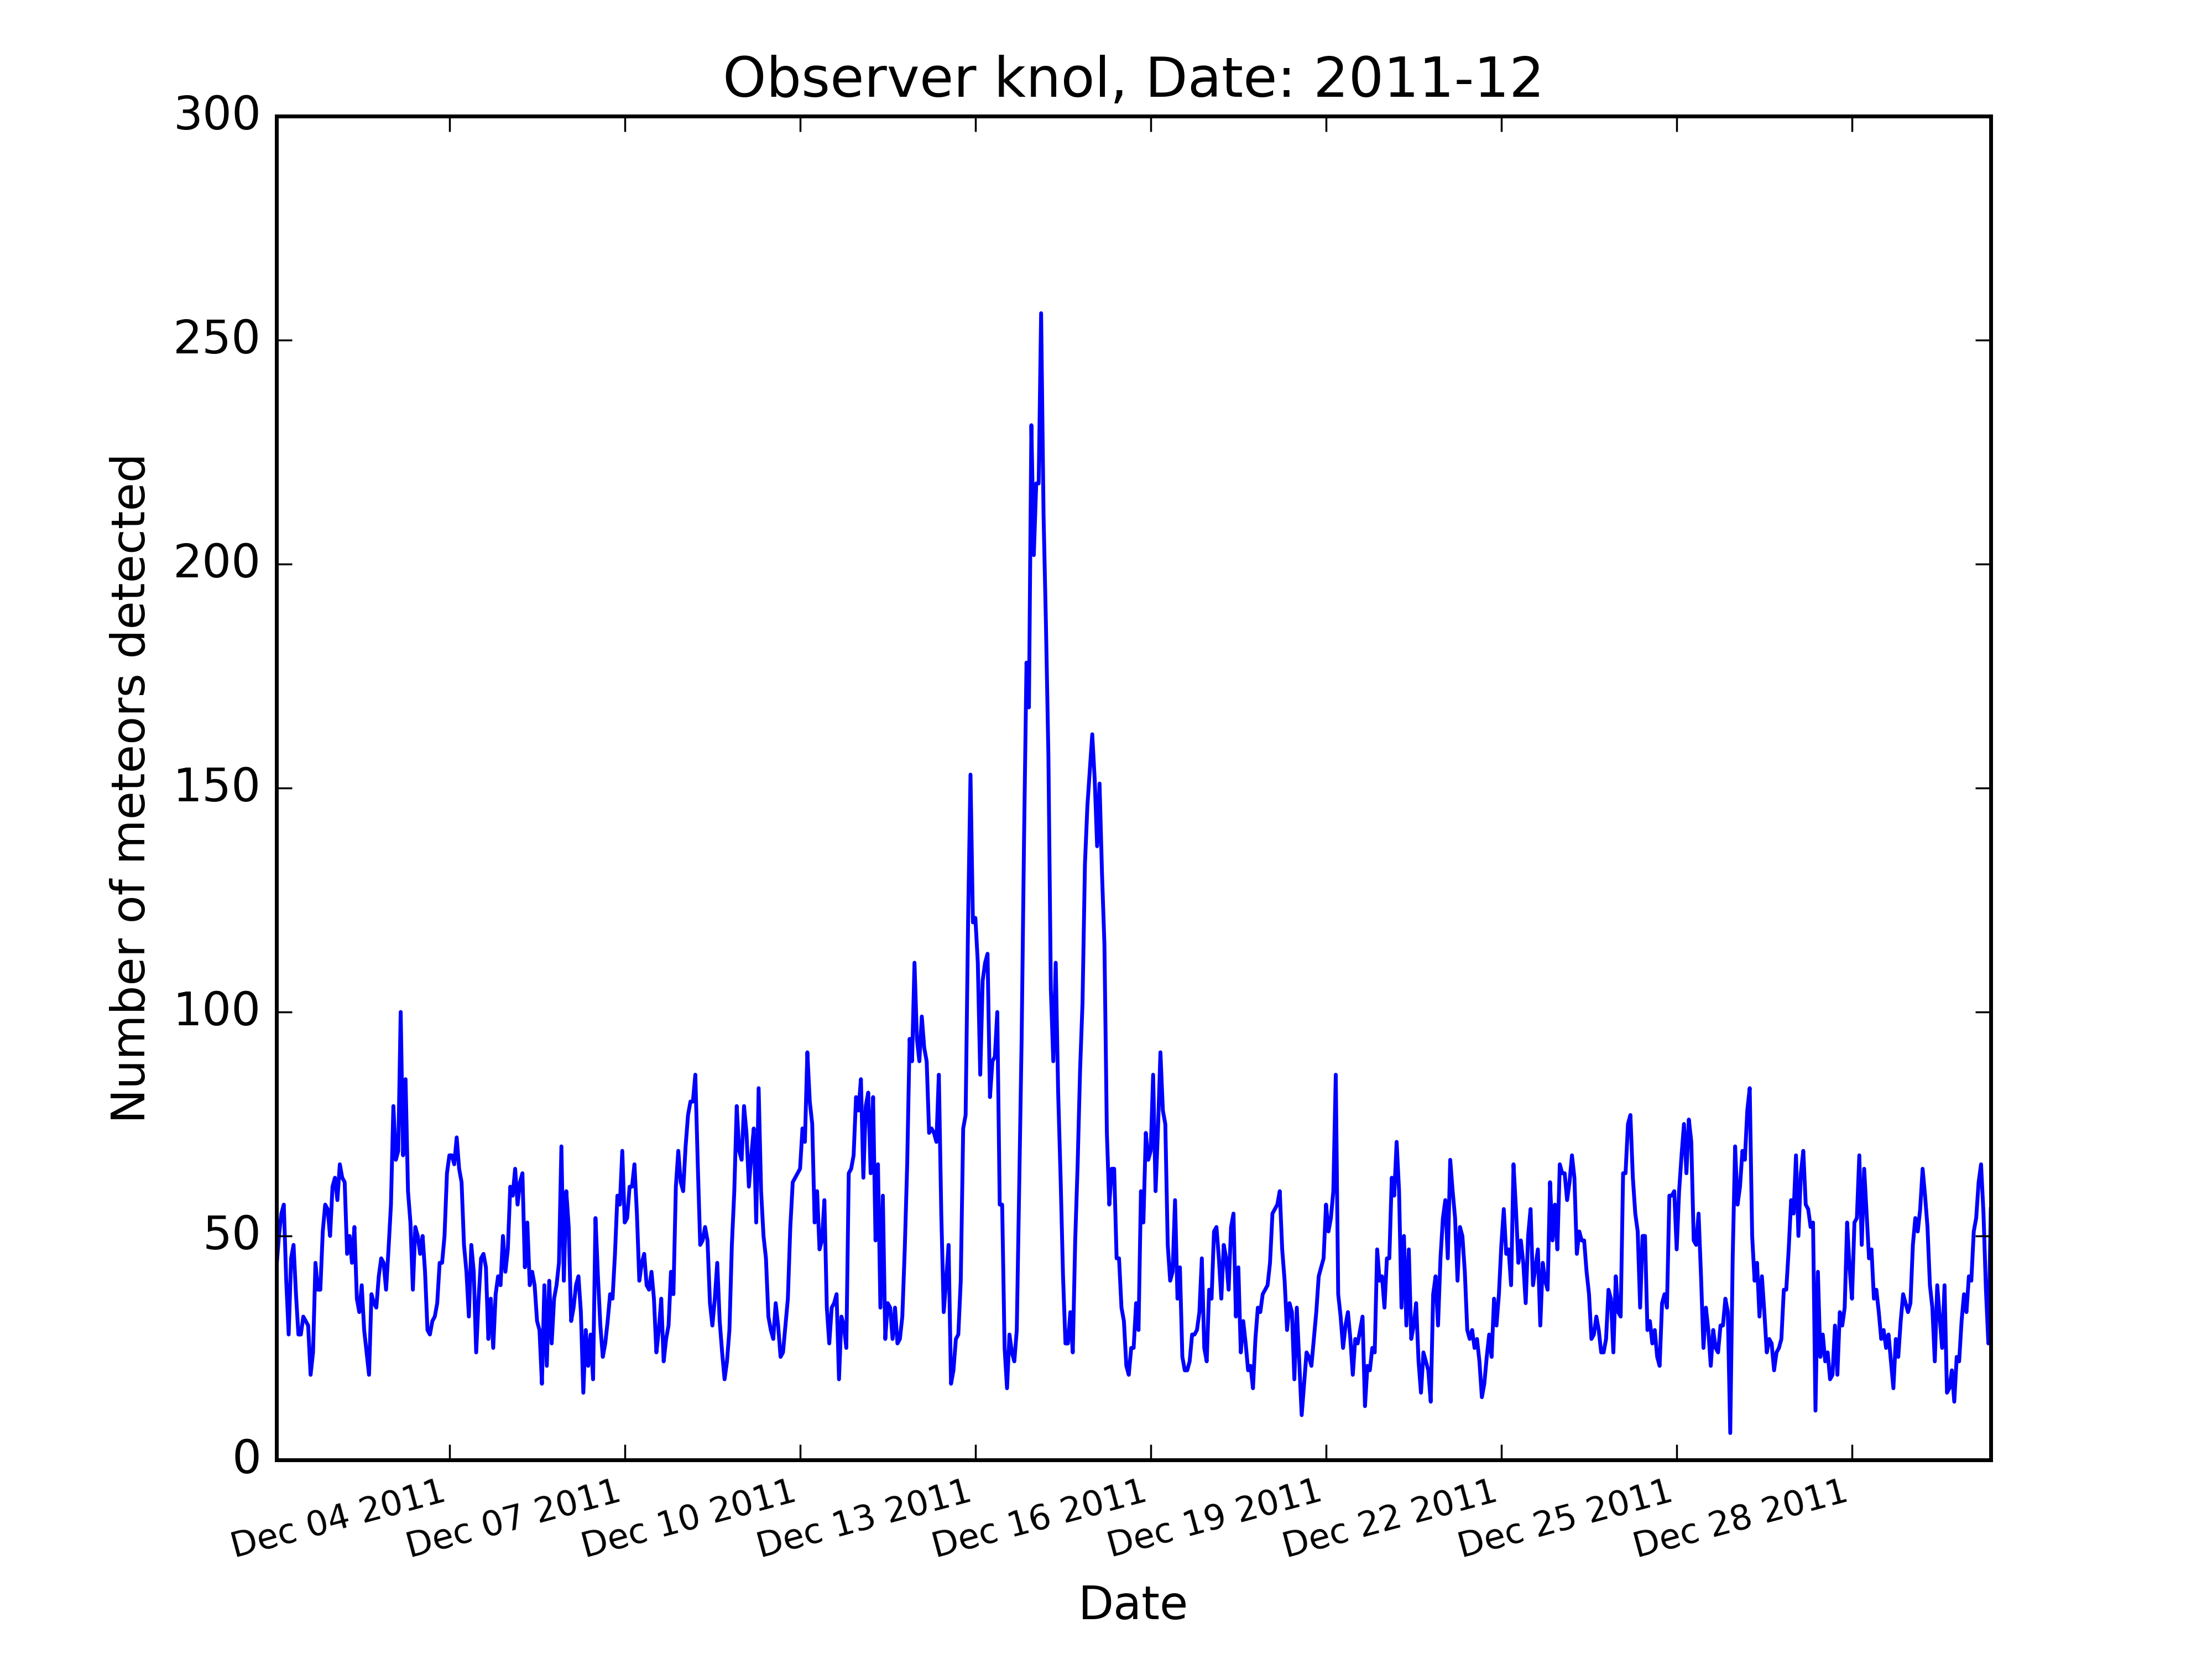 Observer knol, Date: 2011-12
300
250
200
150
100
50
0
Number of meteors detected
Dec 04 2011
Dec 07 2011
Dec 10 2011
Dec 13 2011
Dec 16 2011
Dec 19 2011
Dec 22 2011
Dec 25 2011
Dec 28 2011
Date